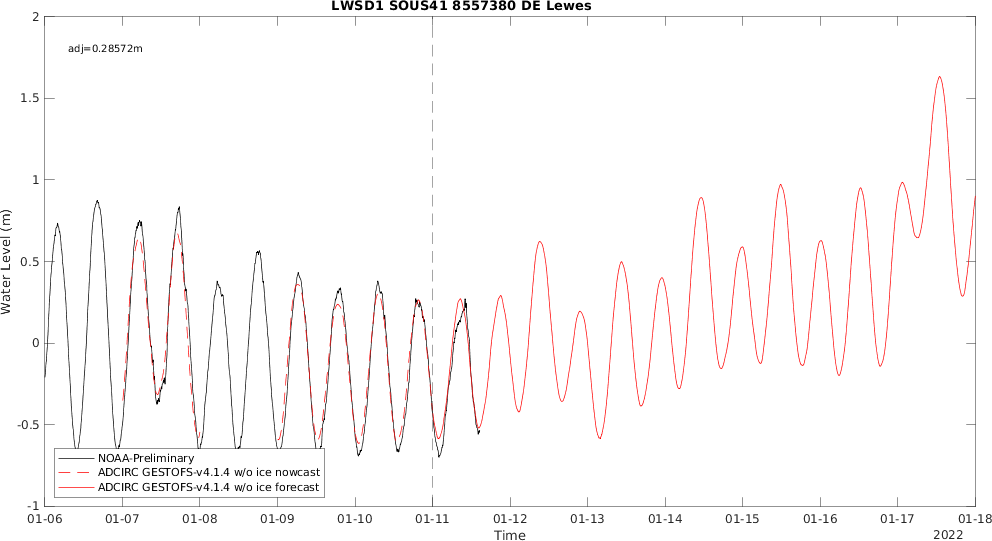 LWSD1 SOUS41 8557380 DE Lewes
adj=0.28572m
Water Level (m)
2
1.5
1
0.5
0
-0.5
-1
NOAA-Preliminary
ADCIRC GESTOFS-v4.1.4 w/o ice nowcast
ADCIRC GESTOFS-v4.1.4 w/o ice forecast
01-06 01-07 01-08 01-09 01-10 01-11 01-12 01-13 01-14 01-15 01-16 01-17 01-18
Time
2022